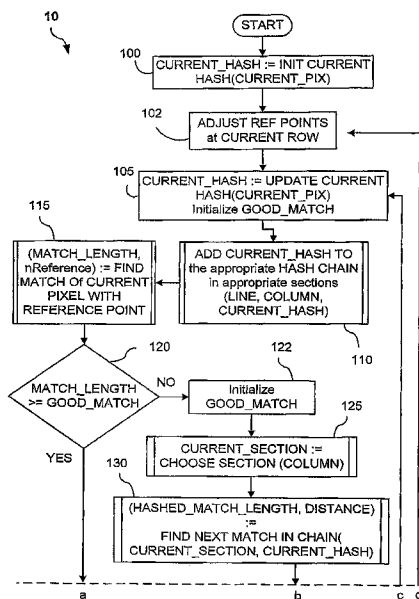 10
START
100
CURRENT_HASH := INIT CURRENT
HASH(CURRENT_PIX)
102
ADJUST REF POINTS
at CURRENT ROW
105
CURRENT_HASH := UPDATE CURRENT
HASH(CURRENT_PIX)
Initialize GOOD_MATCH
115
(MATCH_LENGTH,
nReference) := FIND
MATCH Of CURRENT
PIXEL WITH
REFERENCE POINT
ADD CURRENT_HASH TO
the appropriate HASH CHAIN
in appropriate sections
(LINE, COLUMN,
CURRENT_HASH)
110
120
MATCH_LENGTH
>= GOOD_MATCH
NO
YES
122
Initialize
GOOD_MATCH
125
CURRENT_SECTION :=
CHOOSE SECTION (COLUMN)
130
(HASHED_MATCH_LENGTH, DISTANCE)
:=
FIND NEXT MATCH IN CHAIN(
CURRENT_SECTION, CURRENT_HASH)
a
b
c